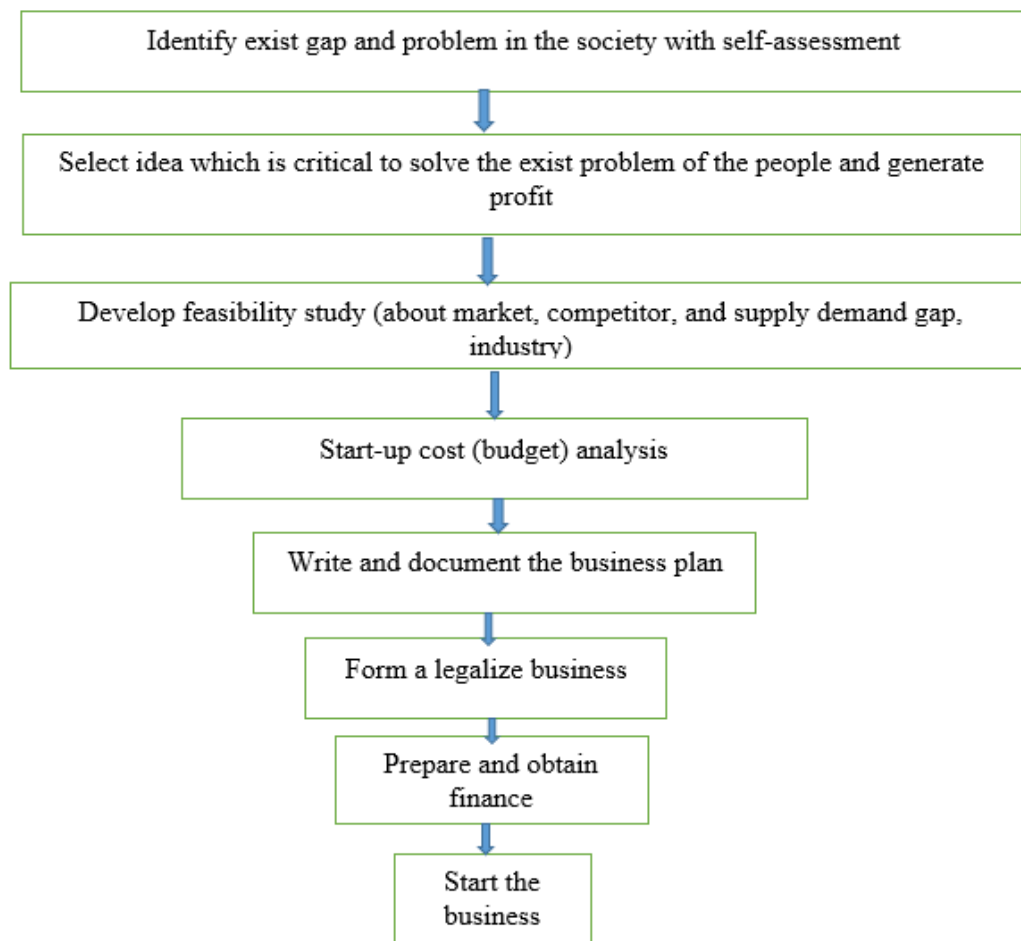 Identify exist gap and problem in the society with self-assessment
Select idea which is critical to solve the exist problem of the people and generate
profit
Develop feasibility study (about market, competitor, and supply demand gap,
industry)
Start-up cost (budget) analysis
Write and document the business plan
Form a legalize business
Prepare and obtain
finance
Start the
business